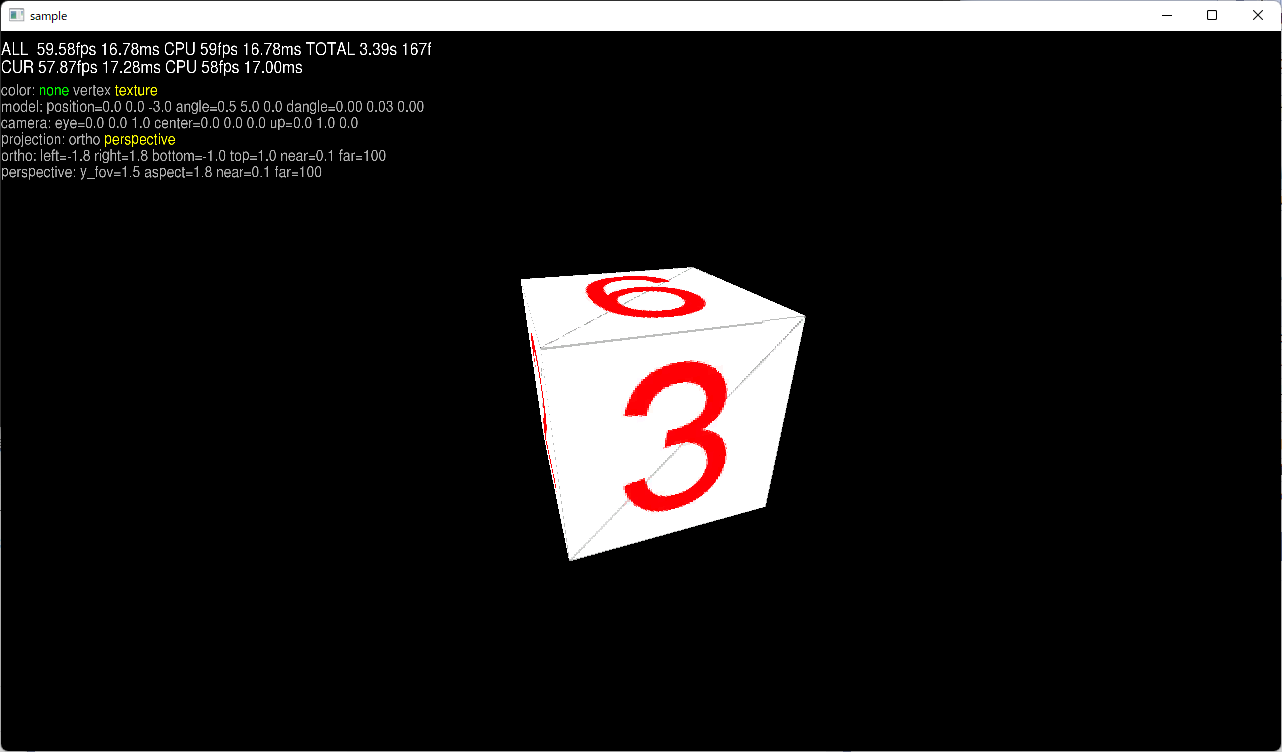 sample
ALL 59.58fps 16.78ms CPU 59fps 16.78ms TOTAL 3.39s 167f
CUR 57.87fps 17.28ms CPU 58fps 17.00ms
color: none vertex texture
model: position=0.0 0.0 -3.0 angle=0.5 5.0 0.0 dangle=0.00 0.03 0.00
camera: eye=0.0 0.0 1.0 center=0.0 0.0 0.0 up=0.0 1.0 0.0
projection: ortho perspective
ortho: left=-1.8 right=1.8 bottom=-1.0 top=1.0 near=0.1 far=100
perspective: y_fov=1.5 aspect=1.8 near=0.1 far=100
6
3